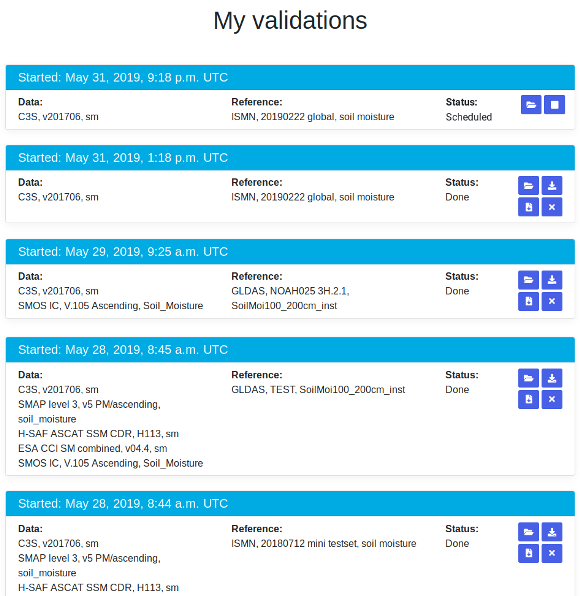 My validations
Started: May 31, 2019, 9:18 p.m. UTC
Data: Reference: Status:
C3S, v201706, sm ISMN, 20190222 global, soil moisture Scheduled
Started: May 31, 2019, 1:18 p.m. UTC
Data: Reference: Status:
C3S, v201706, sm ISMN, 20190222 global, soil moisture Done
Started: May 29, 2019, 9:25 a.m. UTC
Data: Reference: Status:
C3S, v201706, sm GLDAS, NOAH025 3H.2.1, Done
SMOS IC, V.105 Ascending, Soil_Moisture SoilMoi100_200cm_inst
Started: May 28, 2019, 8:45 a.m. UTC
Data: Reference: Status:
C3S, v201706, sm GLDAS, TEST, SoilMoi100_200cm_inst Done
SMAP level 3, v5 PM/ascending,
soil_moisture
H-SAF ASCAT SSM CDR, H113, sm
ESA CCI SM combined, v04.4, sm
SMOS IC, V.105 Ascending, Soil_Moisture
Started: May 28, 2019, 8:44 a.m. UTC
Data: Reference: Status:
C3S, v201706, sm ISMN, 20180712 mini testset, soil moisture Done
SMAP level 3, v5 PM/ascending,
soil_moisture
H-SAF ASCAT SSM CDR, H113, sm